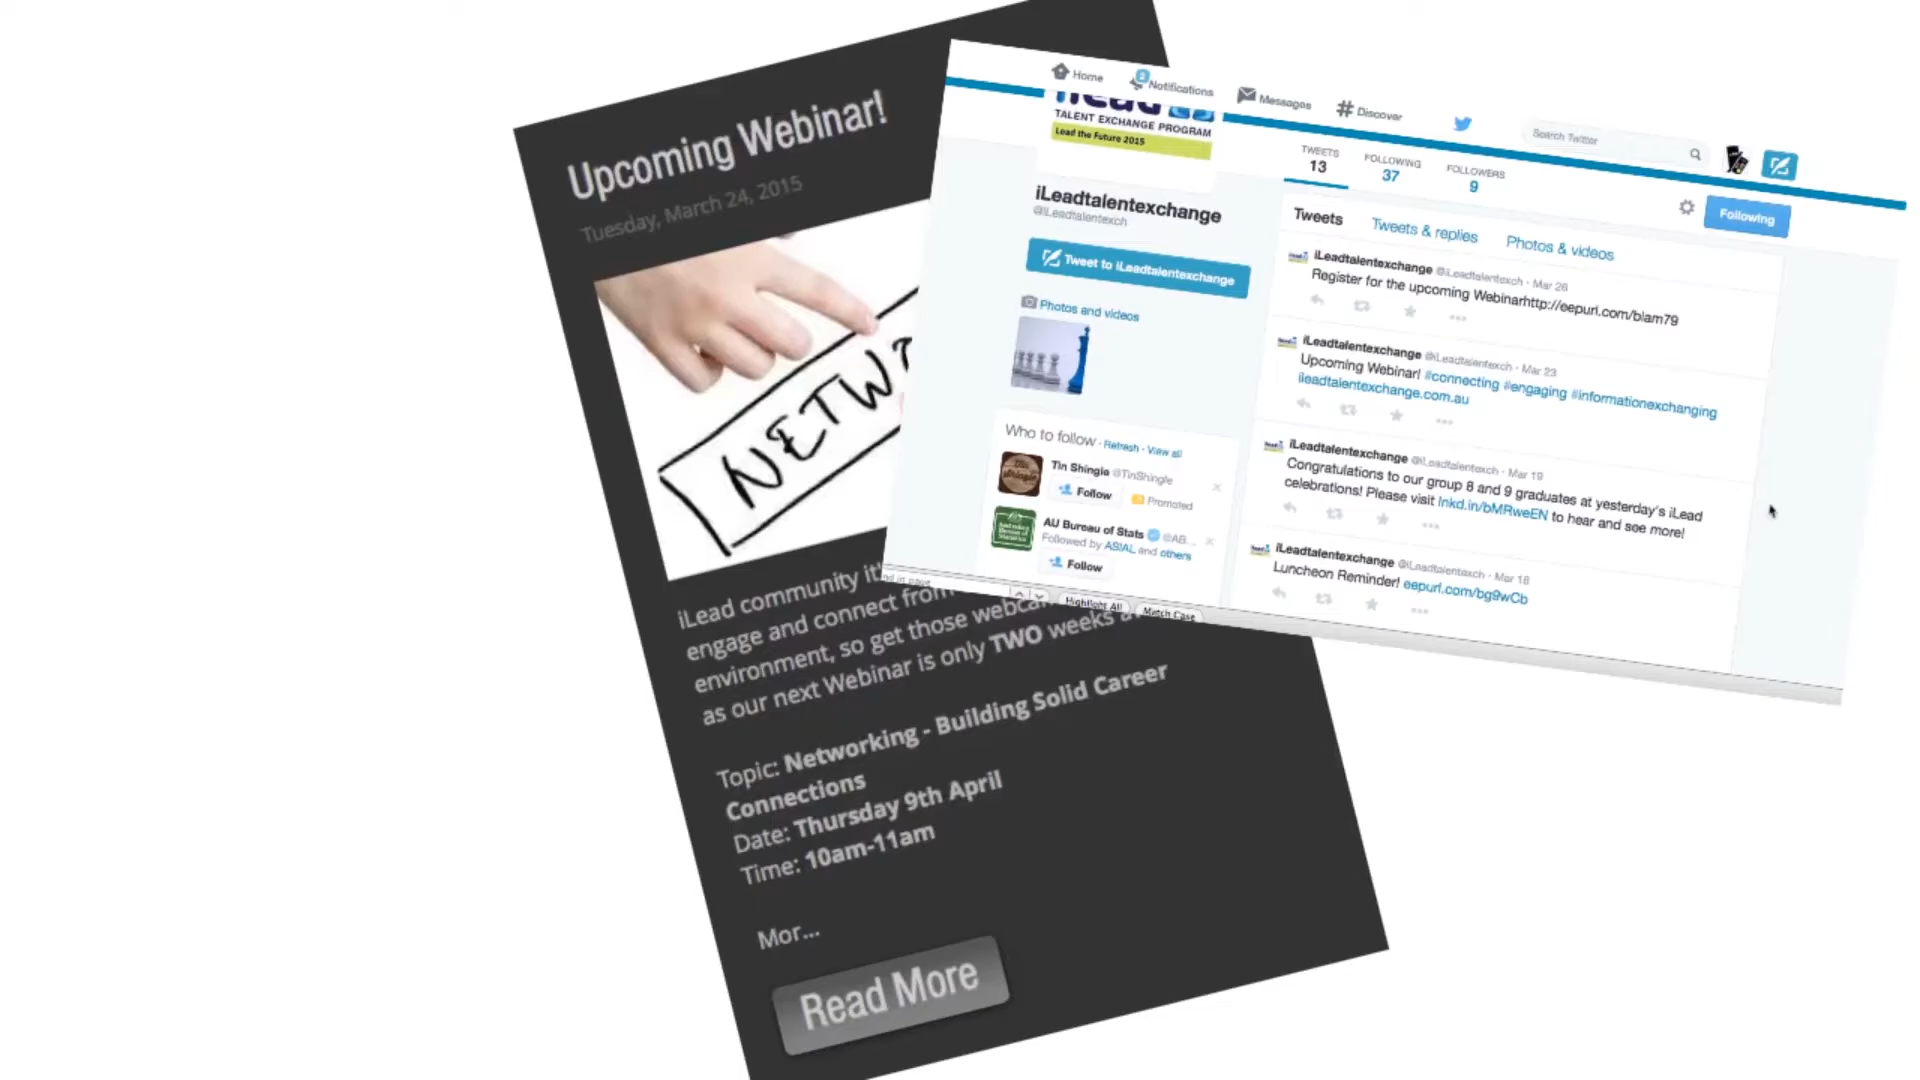 Upcoming Webinar!
Tuesday, March 24, 2015
iLead community it's
engage and connect from
environment, so get those
as our next Webinar is only TWO weeks
Topic: Networking - Building Solid Career
Connections
Date: Thursday 9th April
Time: 10am-11am
Mor...
Read More
Home
2
Notifications
Messages
Discover
Search Twitter
TALENT EXCHANGE PROGRAM
Lead the Future 2015
TWEETS
13
FOLLOWING
37
FOLLOWERS
9
Following
iLeadtalentexchange
@iLeadtalentexch
Tweet to iLeadtalentexchange
Photos and videos
Who to follow · Refresh · View all
Tin Shingle @TinShingle
Follow
Promoted
AU Bureau of Stats @AB...
Followed by ASIAL and others
Follow
Tweets
Tweets & replies
Photos & videos
iLeadtalentexchange @iLeadtalentexch · Mar 26
Register for the upcoming Webinarhttp://eepurl.com/blam79
iLeadtalentexchange @iLeadtalentexch · Mar 23
Upcoming Webinar! #connecting #engaging #informationexchanging
ileadtalentexchange.com.au
iLeadtalentexchange @iLeadtalentexch · Mar 19
Congratulations to our group 8 and 9 graduates at yesterday's iLead
celebrations! Please visit lnkd.in/bMRweEN to hear and see more!
iLeadtalentexchange @iLeadtalentexch · Mar 18
Luncheon Reminder! eepurl.com/bg9wCb
Highlight All
Match Case